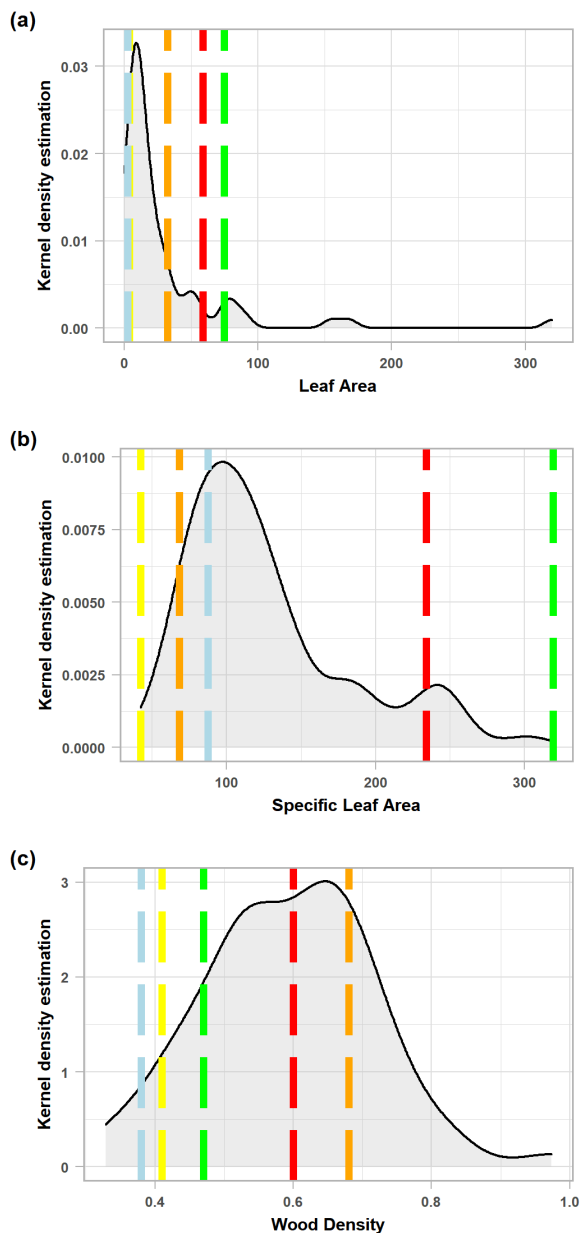 (a)
Kernel density estimation
0.03
0.02
0.01
0.00
0
100
200
300
Leaf Area
(b)
Kernel density estimation
0.0100
0.0075
0.0050
0.0025
0.0000
100
200
300
Specific Leaf Area
(c)
Kernel density estimation
3
2
1
0
0.4
0.6
0.8
1.0
Wood Density